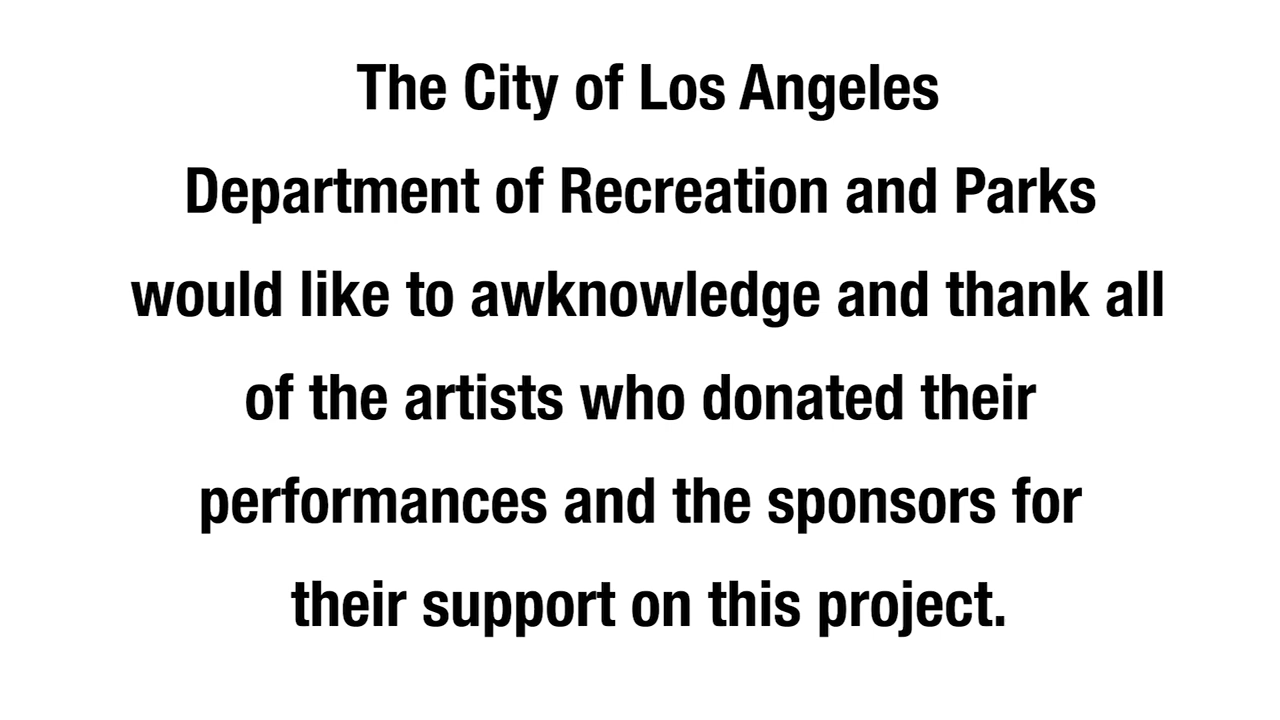 The City of Los Angeles
Department of Recreation and Parks
would like to awknowledge and thank all
of the artists who donated their
performances and the sponsors for
their support on this project.